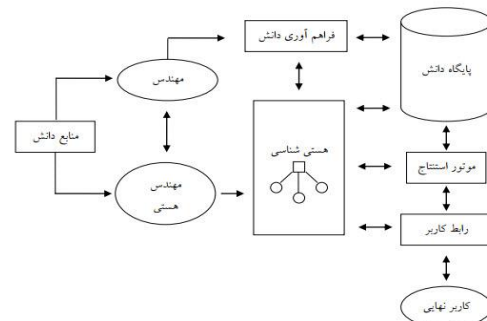 فراهم آوری دانش
پایگاه دانش
مهندس
منابع دانش
هستی شناسی
موتور استنتاج
مهندس
هستی
رابط کاربر
کاربر نهایی